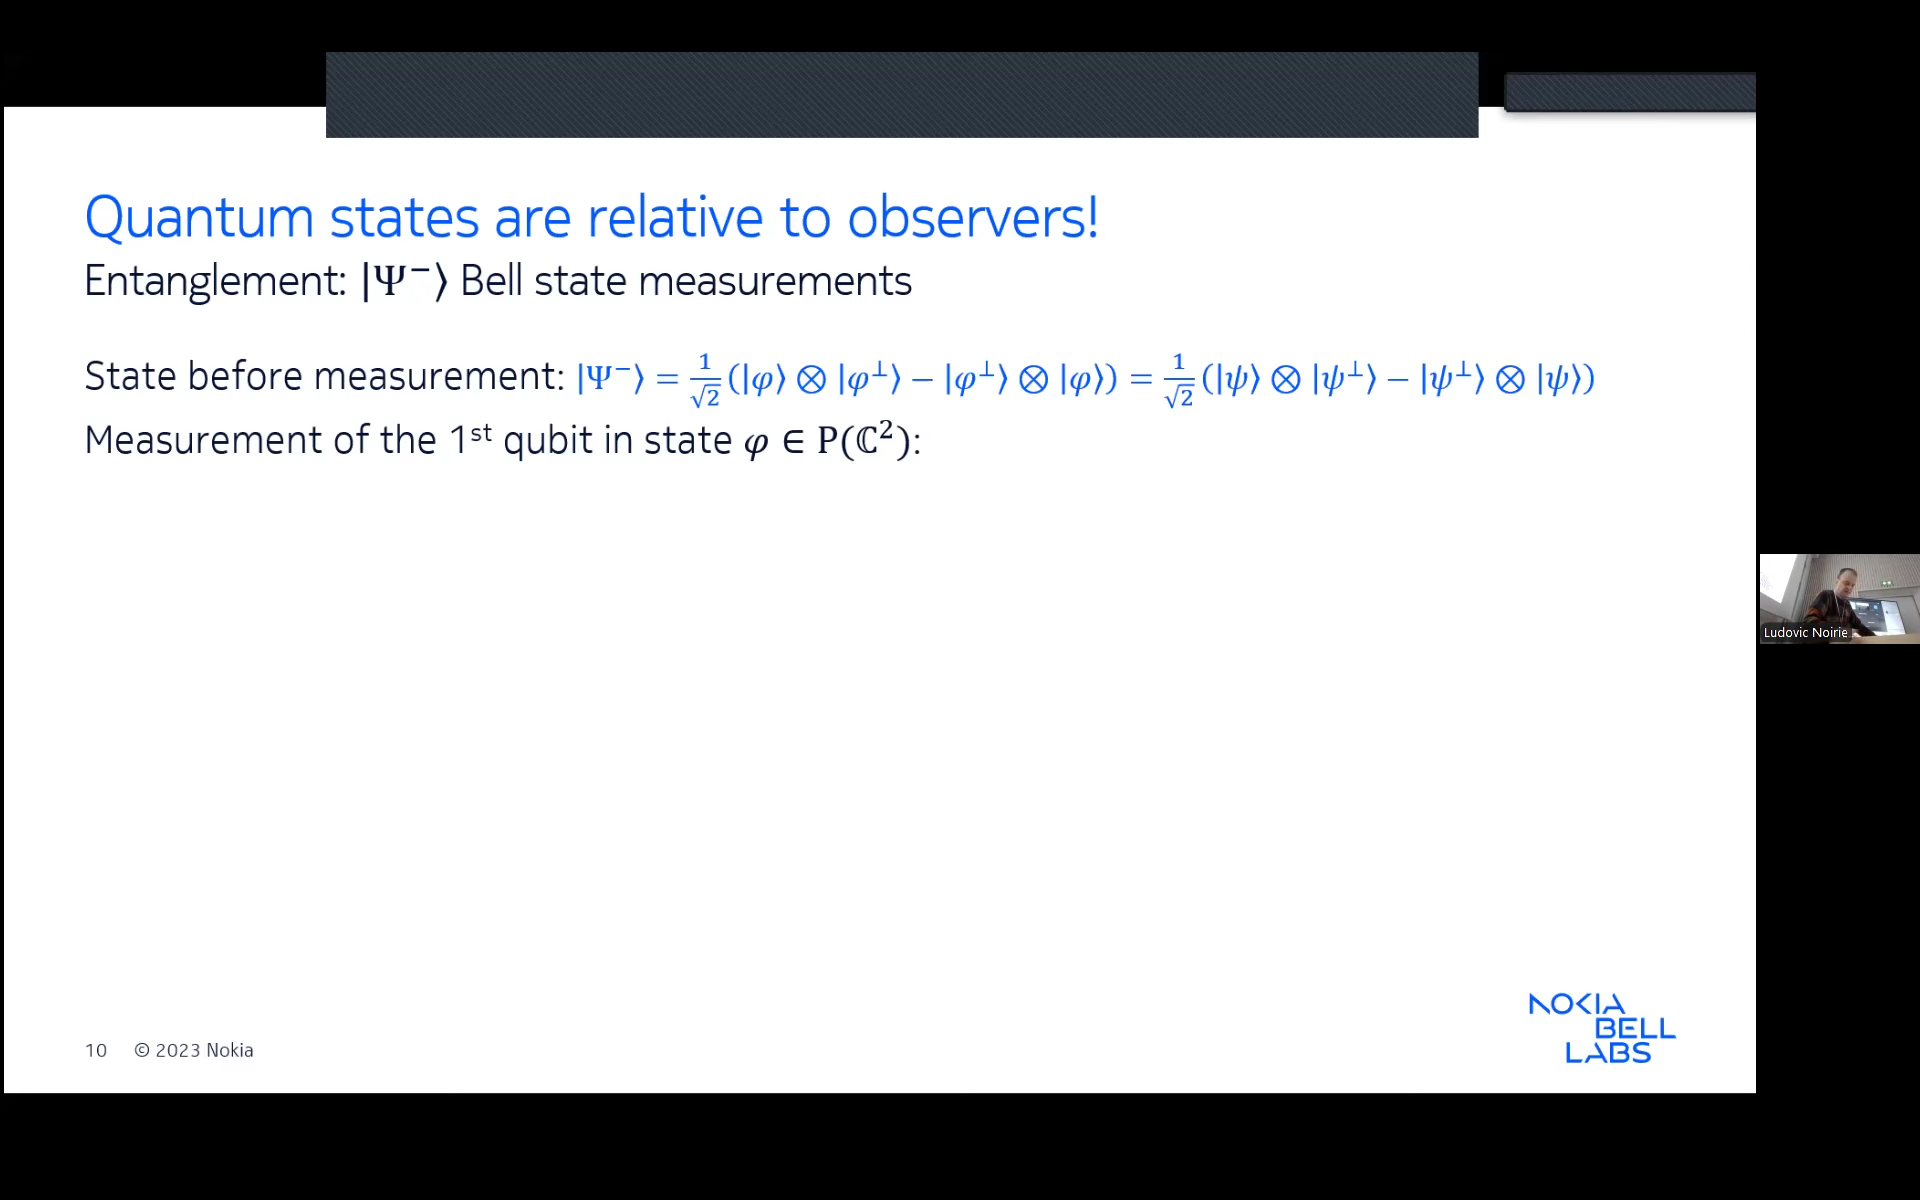 Quantum states are relative to observers!
Entanglement: |Ψ⁻⟩ Bell state measurements
State before measurement: |Ψ⁻⟩ = 1/√2 (|φ⟩ ⊗ |φ⊥⟩ − |φ⊥⟩ ⊗ |φ⟩) = 1/√2 (|ψ⟩ ⊗ |ψ⊥⟩ − |ψ⊥⟩ ⊗ |ψ⟩)
Measurement of the 1ˢᵗ qubit in state φ ∈ P(ℂ²):
Ludovic Noirie
10 © 2023 Nokia
NOKIA
BELL
LABS